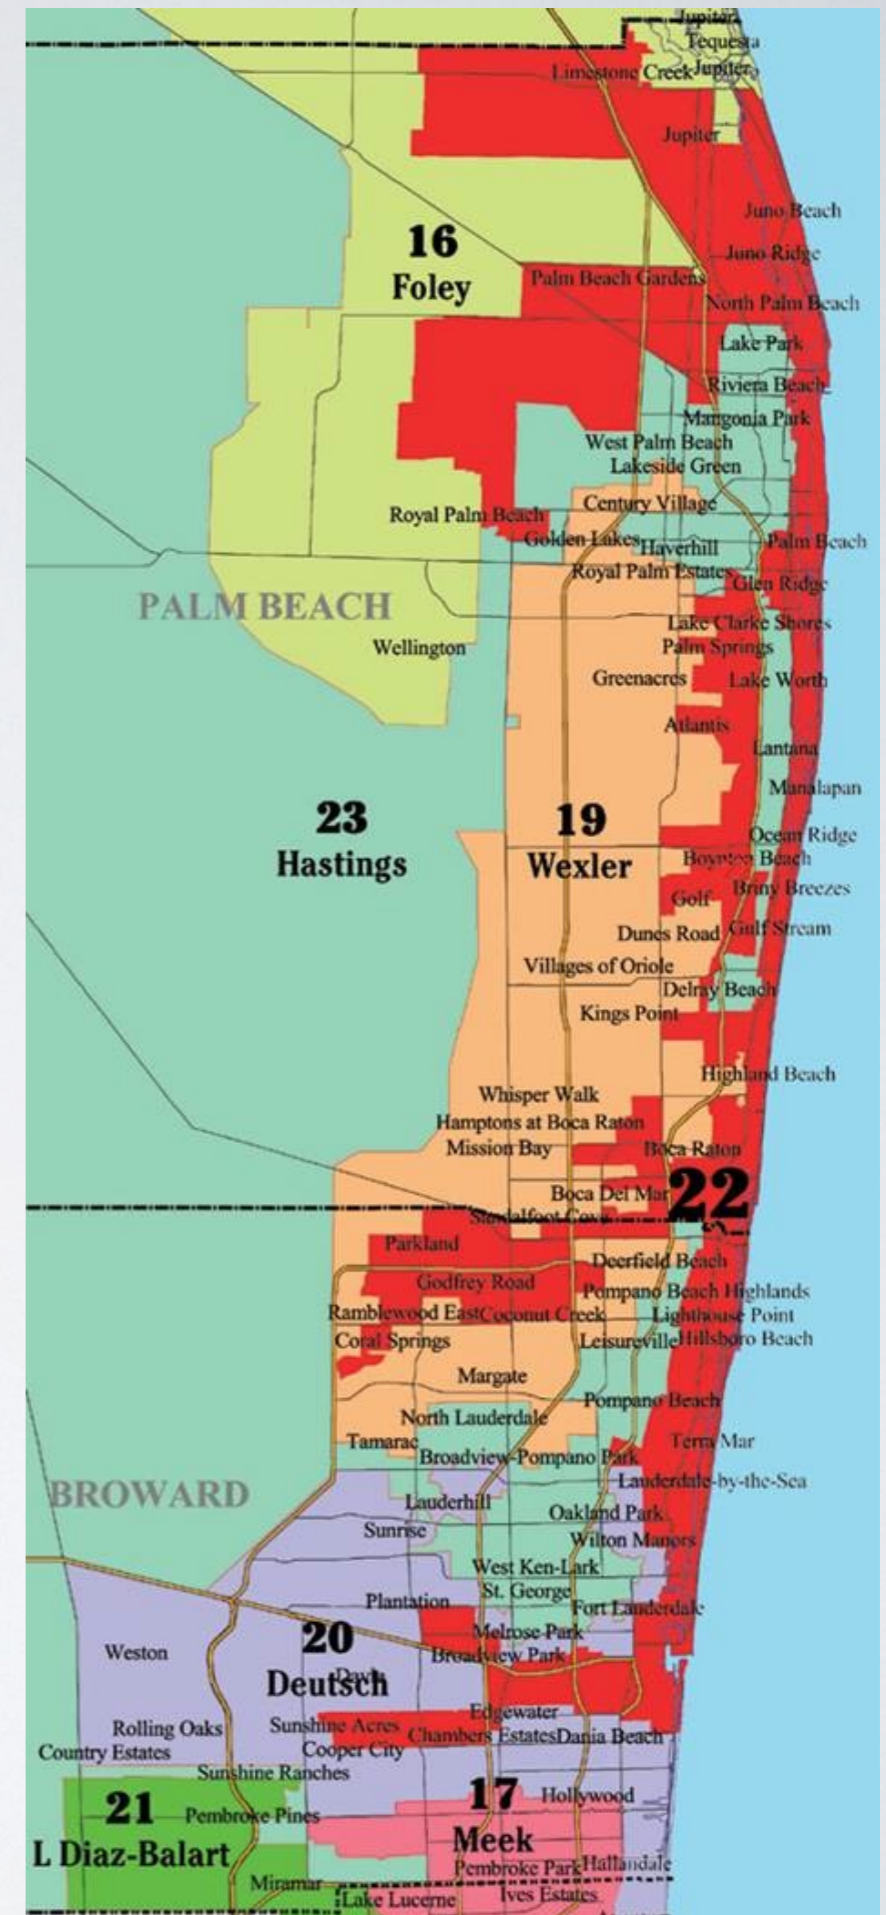 Jupiter
Tequesta
Limestone Creek
Jupiter
Jupiter
Juno Beach
16
Foley
Juno Ridge
Palm Beach Gardens
North Palm Beach
Lake Park
Riviera Beach
Mangonia Park
West Palm Beach
Lakeside Green
Century Village
Royal Palm Beach
Golden Lakes
Haverhill
Palm Beach
Royal Palm Estates
Glen Ridge
PALM BEACH
Lake Clarke Shores
Wellington
Palm Springs
Greenacres
Lake Worth
Atlantis
Lantana
Manalapan
23
Hastings
19
Wexler
Ocean Ridge
Boynton Beach
Briny Breezes
Golf
Dunes Road
Gulf Stream
Villages of Oriole
Delray Beach
Kings Point
Highland Beach
Whisper Walk
Hamptons at Boca Raton
Mission Bay
Boca Raton
Boca Del Mar
22
Sandalfoot Cove
Parkland
Deerfield Beach
Godfrey Road
Pompano Beach Highlands
Ramblewood East
Coconut Creek
Lighthouse Point
Coral Springs
Leisureville
Hillsboro Beach
Margate
Pompano Beach
North Lauderdale
Tamarac
Terra Mar
Broadview-Pompano Park
BROWARD
Lauderdale-by-the-Sea
Lauderhill
Oakland Park
Sunrise
Wilton Manors
West Ken-Lark
St. George
Plantation
Fort Lauderdale
Melrose Park
20
Deutsch
Weston
Broadview Park
Davie
Edgewater
Rolling Oaks
Sunshine Acres
Chambers Estates
Dania Beach
Country Estates
Cooper City
Sunshine Ranches
21
L Diaz-Balart
17
Meek
Hollywood
Pembroke Pines
Pembroke Park
Hallandale
Miramar
Lake Lucerne
Ives Estates